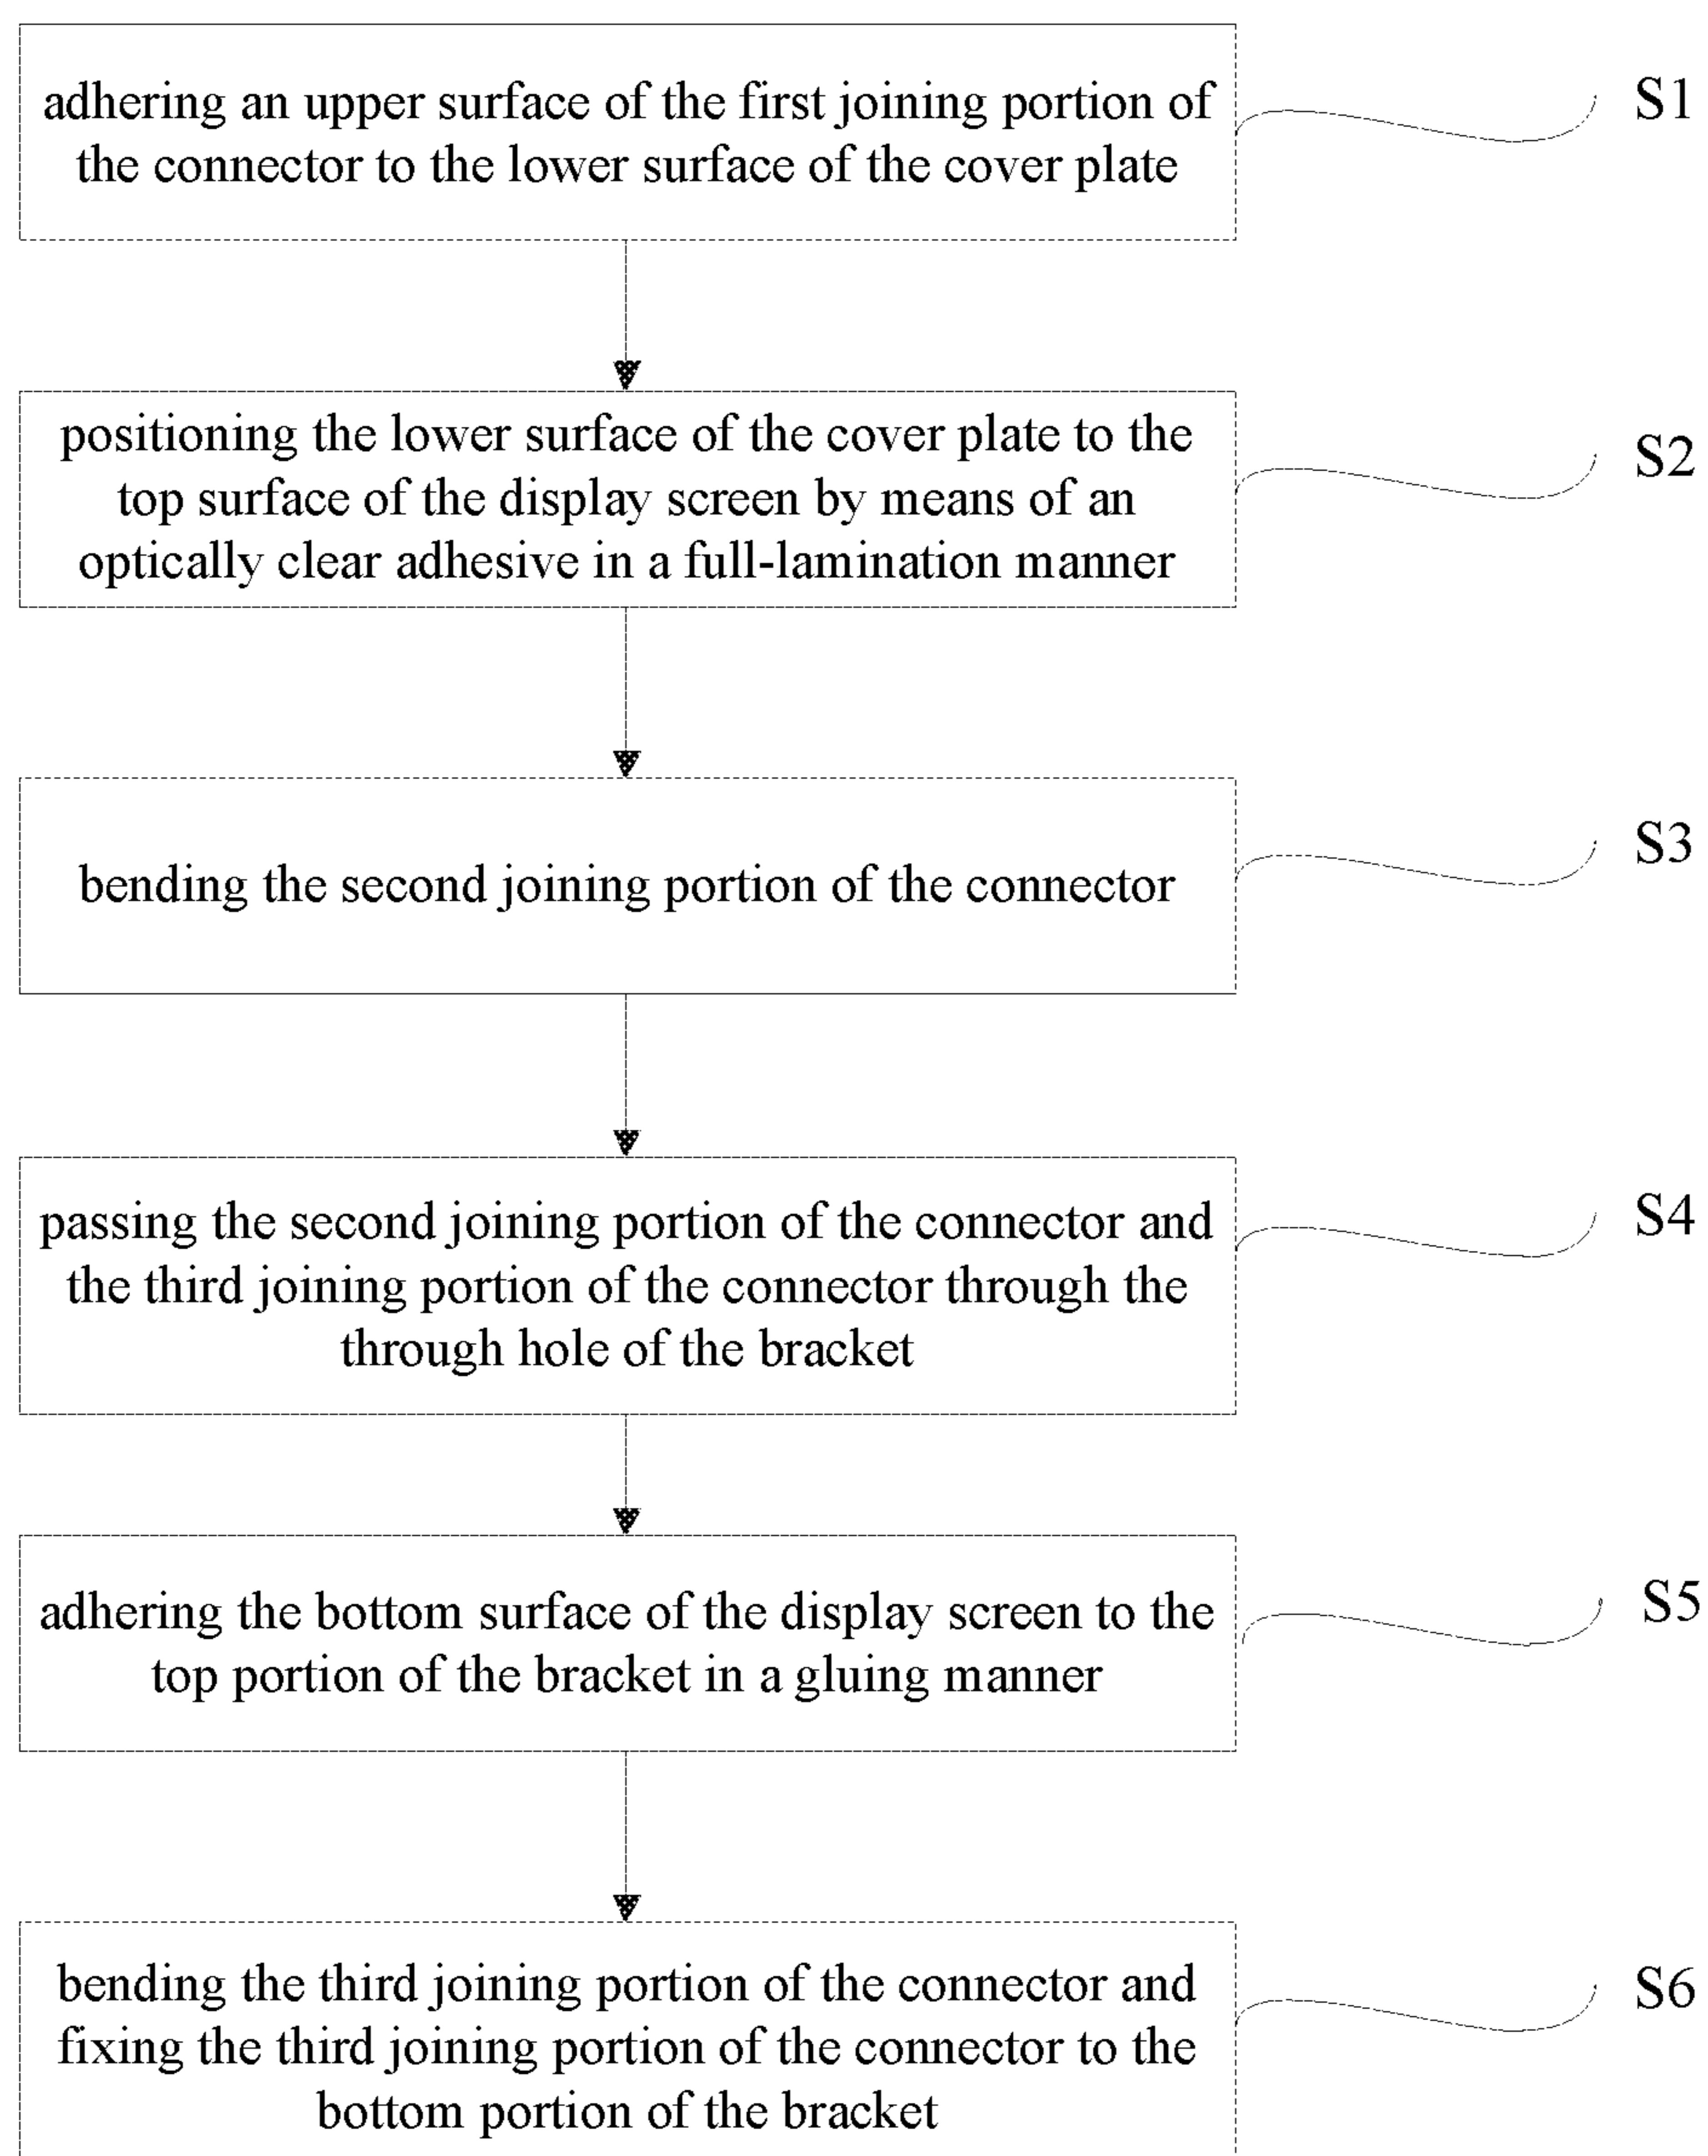 adhering an upper surface of the first joining portion of
the connector to the lower surface of the cover plate
S1
positioning the lower surface of the cover plate to the
top surface of the display screen by means of an
optically clear adhesive in a full-lamination manner
S2
bending the second joining portion of the connector
S3
passing the second joining portion of the connector and
the third joining portion of the connector through the
through hole of the bracket
S4
adhering the bottom surface of the display screen to the
top portion of the bracket in a gluing manner
S5
bending the third joining portion of the connector and
fixing the third joining portion of the connector to the
bottom portion of the bracket
S6